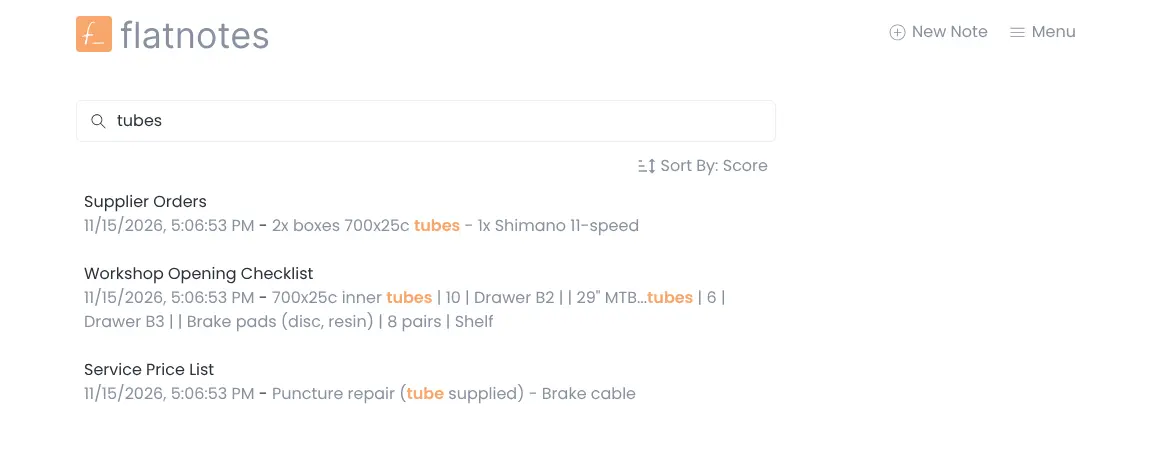 flatnotes
New Note
Menu
tubes
Sort By: Score
Supplier Orders
11/15/2026, 5:06:53 PM - 2x boxes 700x25c tubes - 1x Shimano 11-speed
Workshop Opening Checklist
11/15/2026, 5:06:53 PM - 700x25c inner tubes | 10 | Drawer B2 | | 29" MTB...tubes | 6 |
Drawer B3 | | Brake pads (disc, resin) | 8 pairs | Shelf
Service Price List
11/15/2026, 5:06:53 PM - Puncture repair (tube supplied) - Brake cable